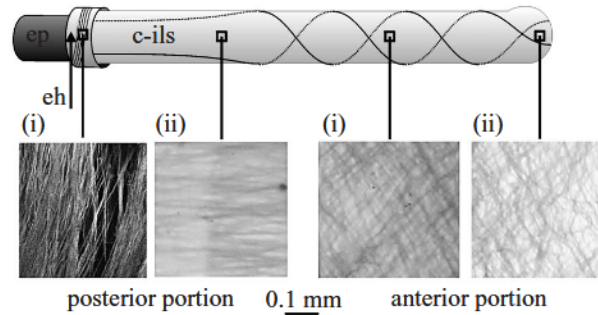 ep
c-ils
eh
(i) (ii) (i) (ii)
posterior portion 0.1 mm anterior portion